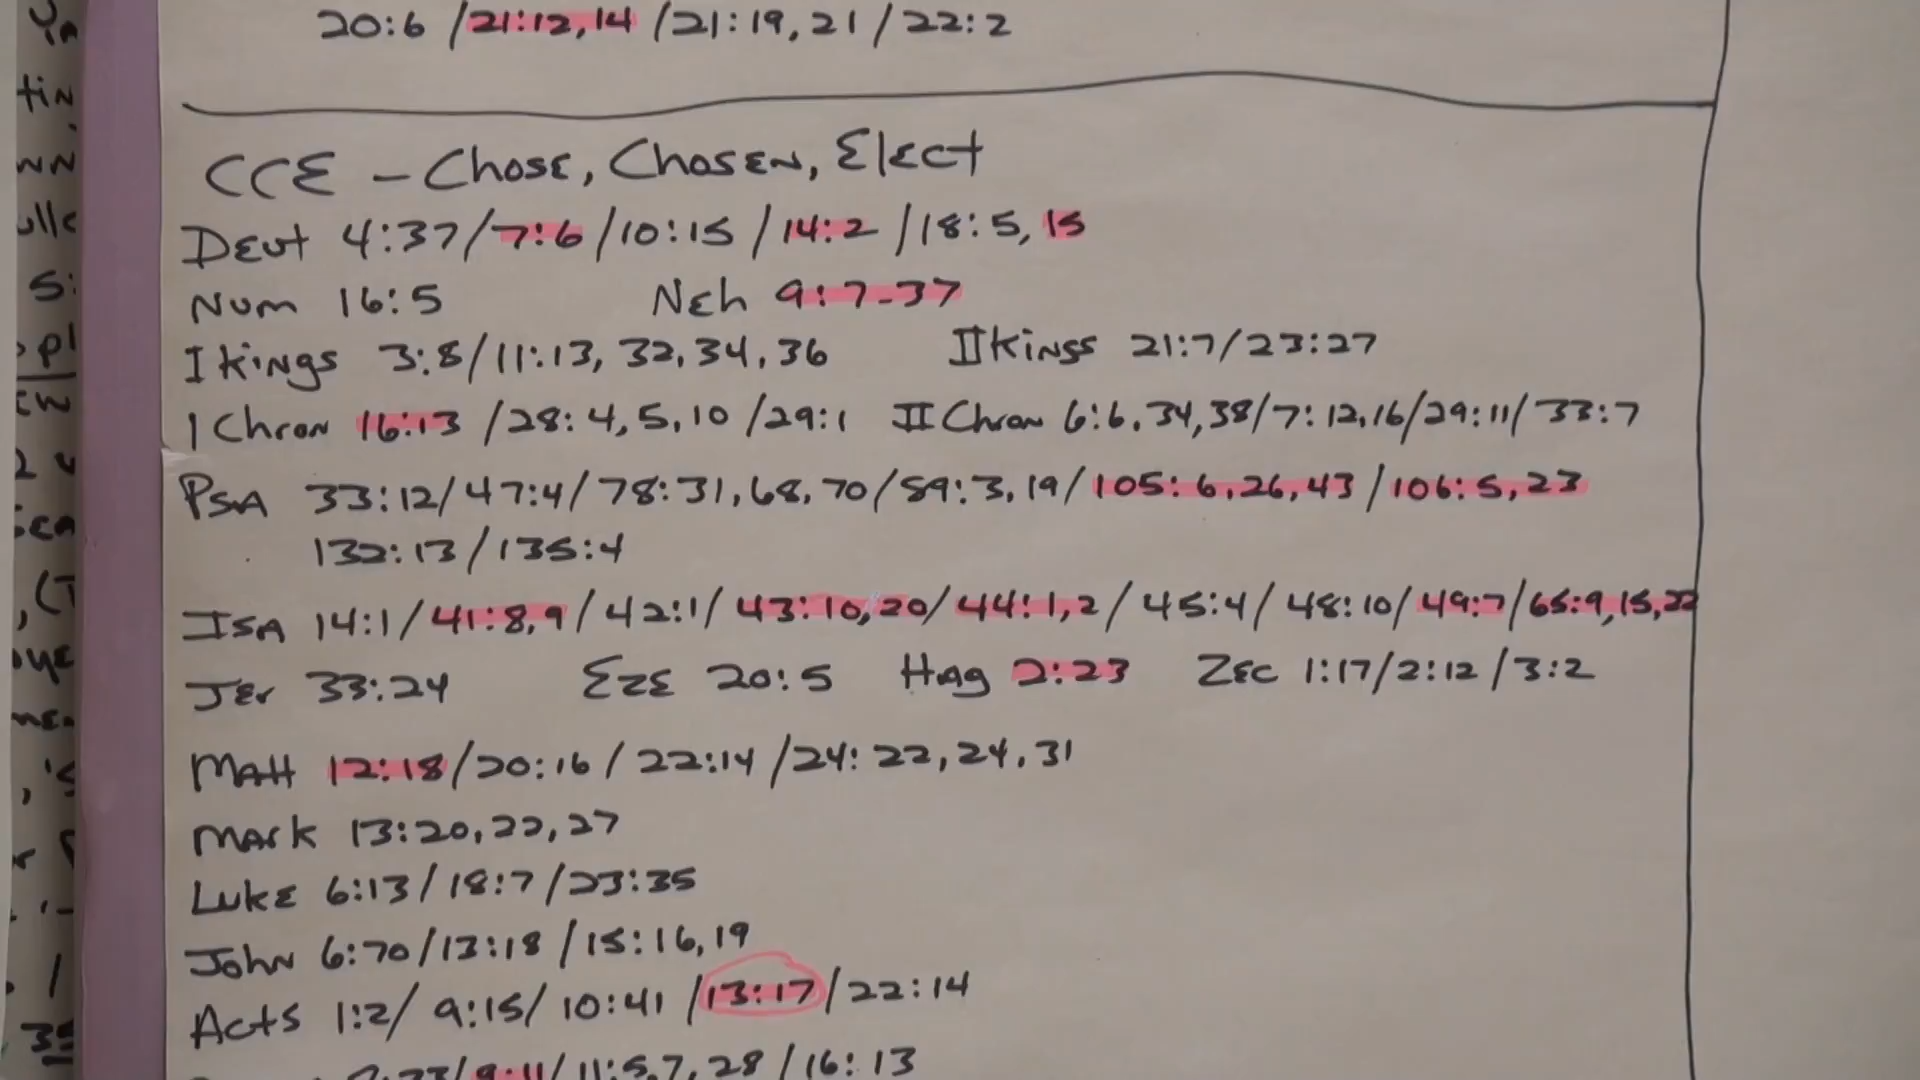 20:6 /21:12,14 /21:19,21 /22:2
CCE - Chose, Chosen, Elect
Deut 4:37/7:6/10:15 /14:2 /18:5, 15
Num 16:5 Neh 9:7-37
I kings 3:8/11:13, 32, 34, 36 II kings 21:7/23:27
I Chron 16:13 /28:4, 5, 10 /29:1 II Chron 6:6, 34, 38/7:12, 16/29:11/33:7
PSA 33:12/47:4/78:31, 68, 70/89:3, 19/105:6, 26, 43 /106:5, 23
132:13/135:4
ISA 14:1/41:8,9/42:1/43:10,20/44:1,2/45:4/48:10/49:7/65:9,15,22
Jer 33:24 Eze 20:5 Hag 2:23 Zec 1:17/2:12/3:2
Matt 12:18/20:16/22:14/24:22, 24, 31
Mark 13:20, 22, 27
Luke 6:13/18:7/23:35
John 6:70/13:18/15:16, 19
Acts 1:2/9:15/10:41/13:17/22:14
9:11/11:5,7, 28/16:13